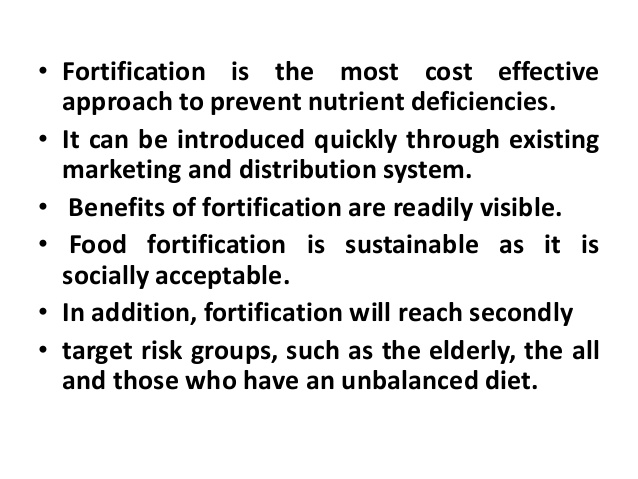 • Fortification is the most cost effective
approach to prevent nutrient deficiencies.
• It can be introduced quickly through existing
marketing and distribution system.
• Benefits of fortification are readily visible.
• Food fortification is sustainable as it is
socially acceptable.
• In addition, fortification will reach secondly
• target risk groups, such as the elderly, the all
and those who have an unbalanced diet.